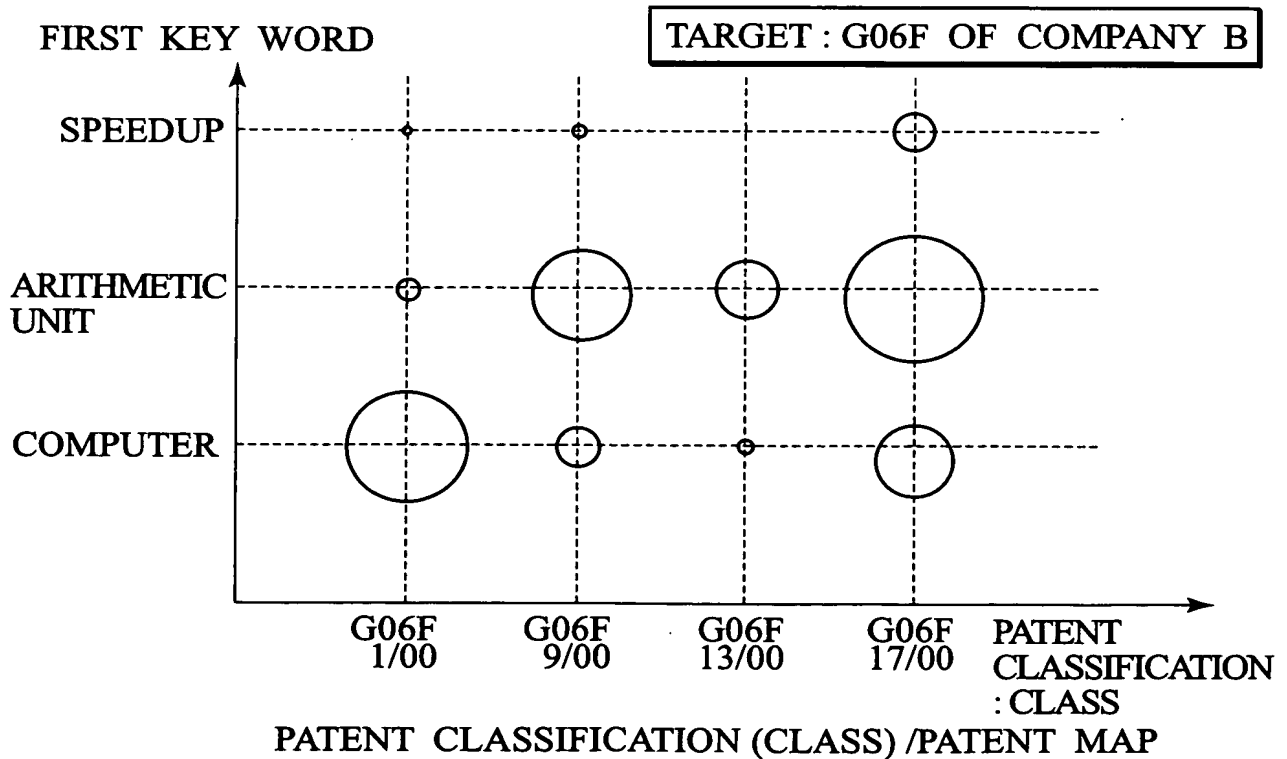 FIRST KEY WORD
TARGET : G06F OF COMPANY B
SPEEDUP
ARITHMETIC
UNIT
COMPUTER
G06F
1/00
G06F
9/00
G06F
13/00
G06F
17/00
PATENT
CLASSIFICATION
: CLASS
PATENT CLASSIFICATION (CLASS) /PATENT MAP